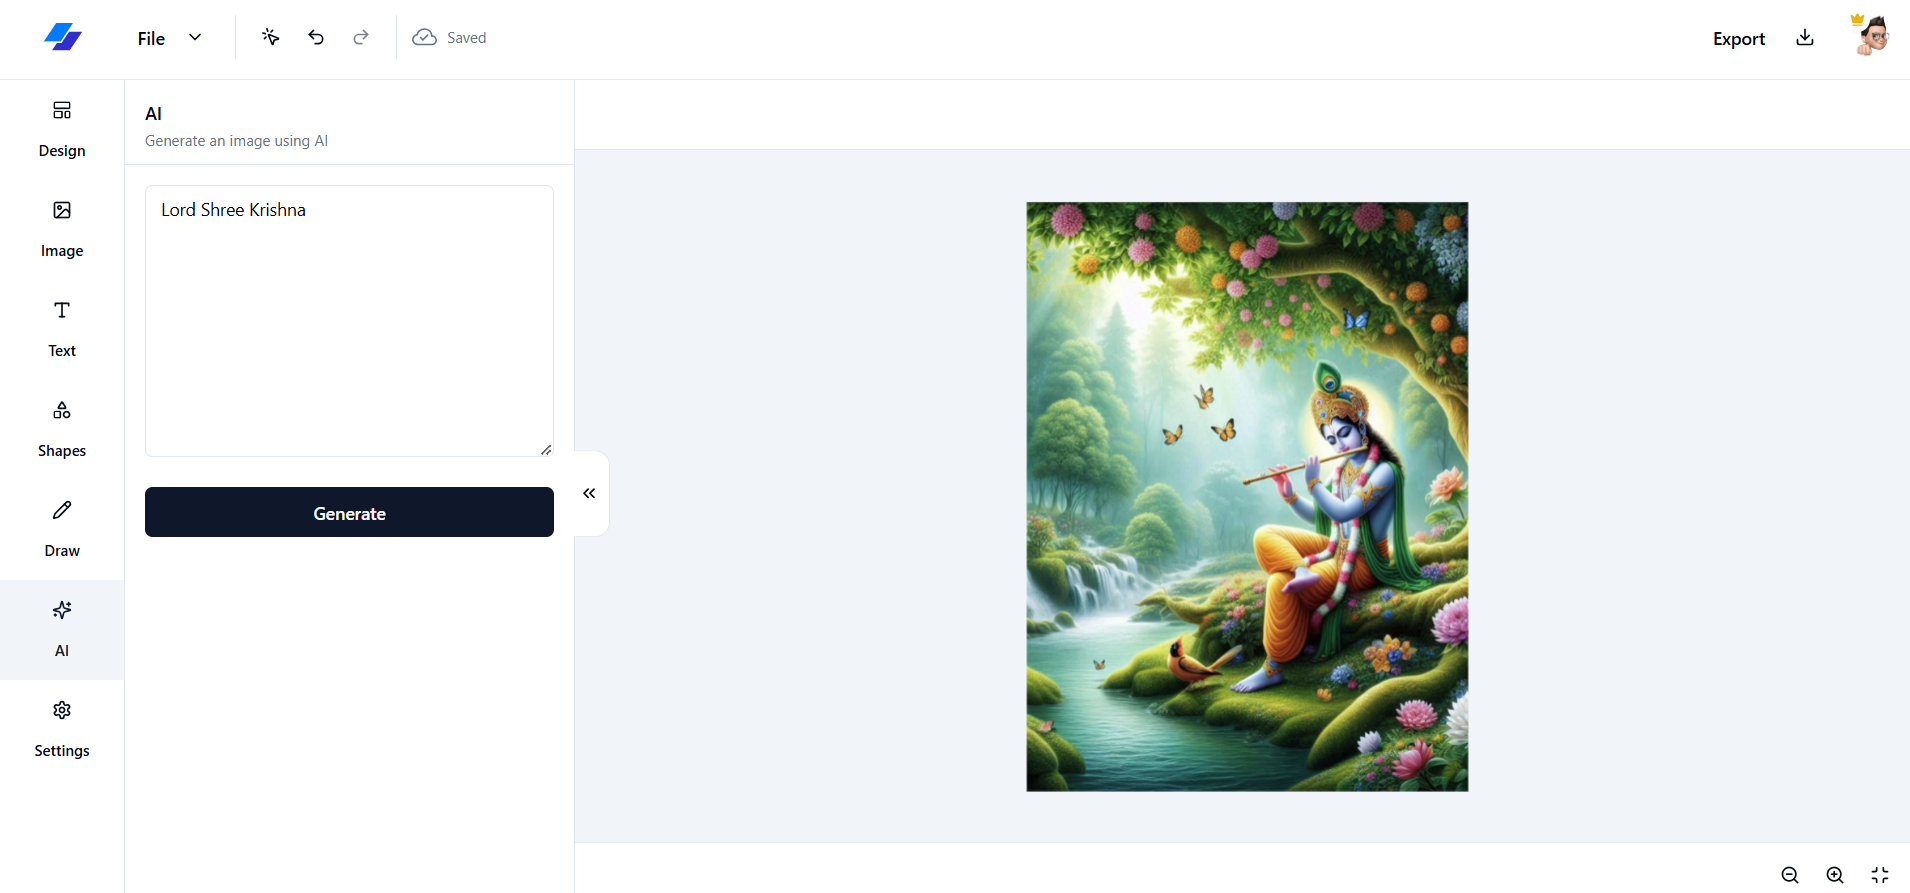 File
Saved
Export
Design
Image
Text
Shapes
Draw
AI
Settings
AI
Generate an image using AI
Lord Shree Krishna
Generate